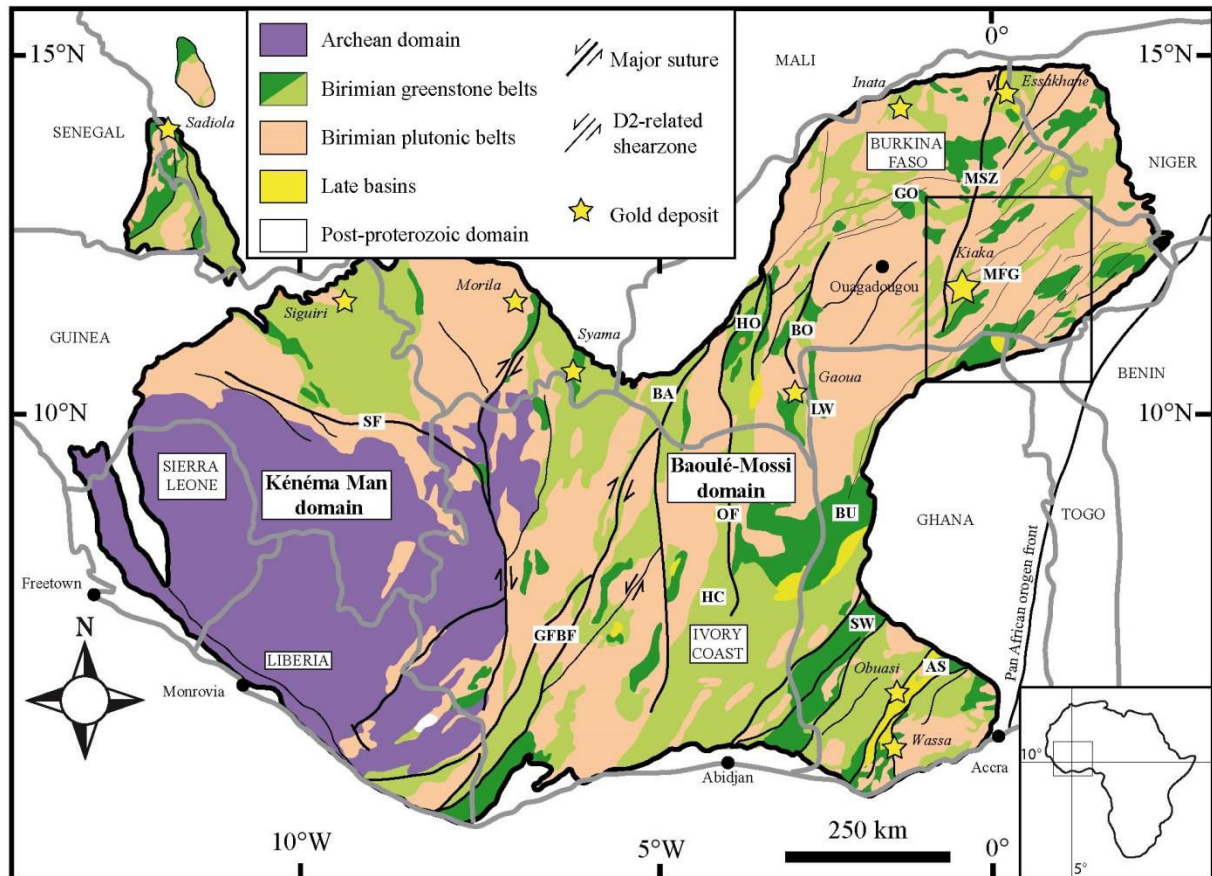 0°
15°N
15°N
Archean domain
Birimian greenstone belts
Birimian plutonic belts
Late basins
Post-proterozoic domain
Major suture
D2-related
shearzone
Gold deposit
MALI
Inata
Essakhane
SENEGAL
Sadiola
BURKINA
FASO
NIGER
MSZ
GO
Kiaka
MFG
Ouagadougou
Siguiri
Morila
GUINEA
Syama
HO
BO
BENIN
BA
Gaoua
LW
10°N
10°N
SF
SIERRA
LEONE
Kénéma Man
domain
Baoulé-Mossi
domain
OF
BU
GHANA
TOGO
Freetown
HC
SW
N
GFBF
IVORY
COAST
LIBERIA
Obuasi
AS
Pan African orogen front
Monrovia
Wassa
Accra
Abidjan
10°
5°
10°W
5°W
250 km
0°